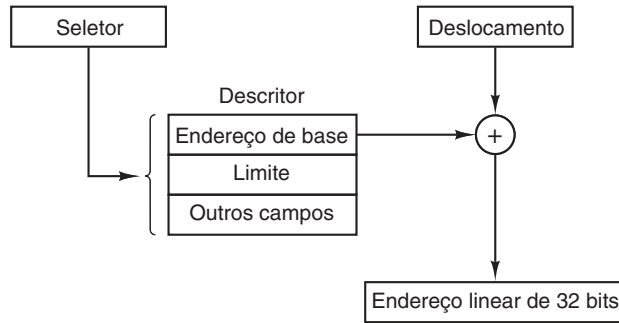 Seletor
Deslocamento
Descritor
Endereço de base
+
Limite
Outros campos
Endereço linear de 32 bits